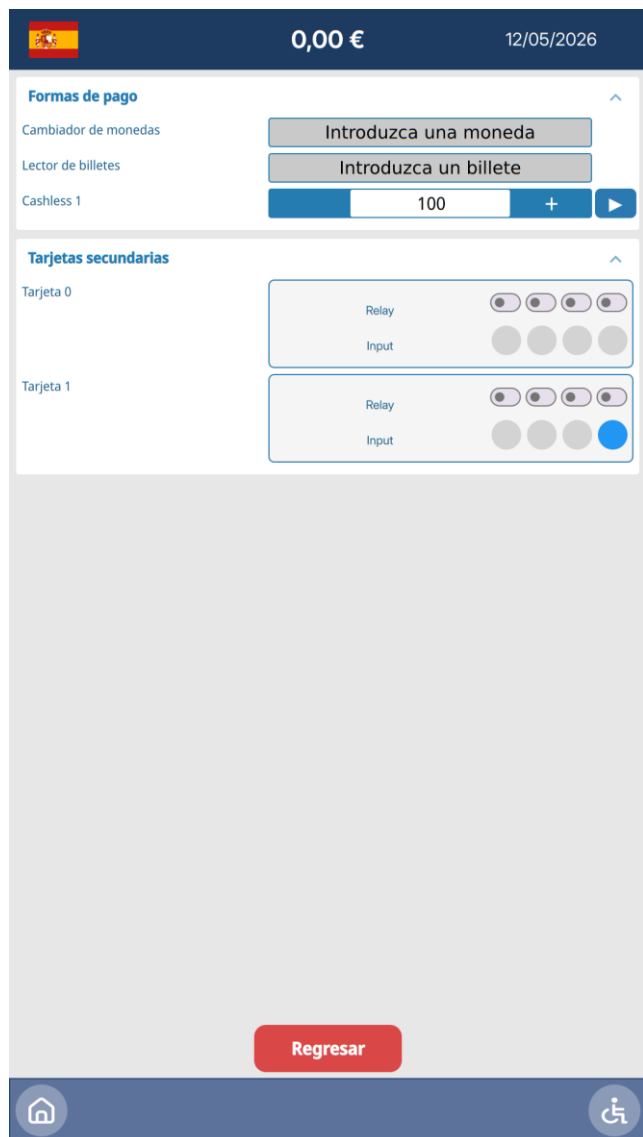 0,00 €
12/05/2026
Formas de pago
Cambiador de monedas
Introduzca una moneda
Lector de billetes
Introduzca un billete
Cashless 1
100 +
Tarjetas secundarias
Tarjeta 0
Relay
Input
Tarjeta 1
Relay
Input
Regresar